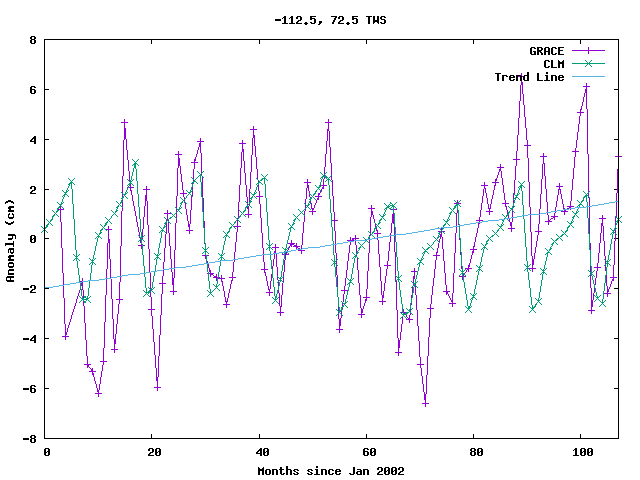 -112.5, 72.5 TWS
GRACE
CLM
Trend Line
8
6
4
2
0
-2
-4
-6
-8
Anomaly (cm)
0 20 40 60 80 100
Months since Jan 2002